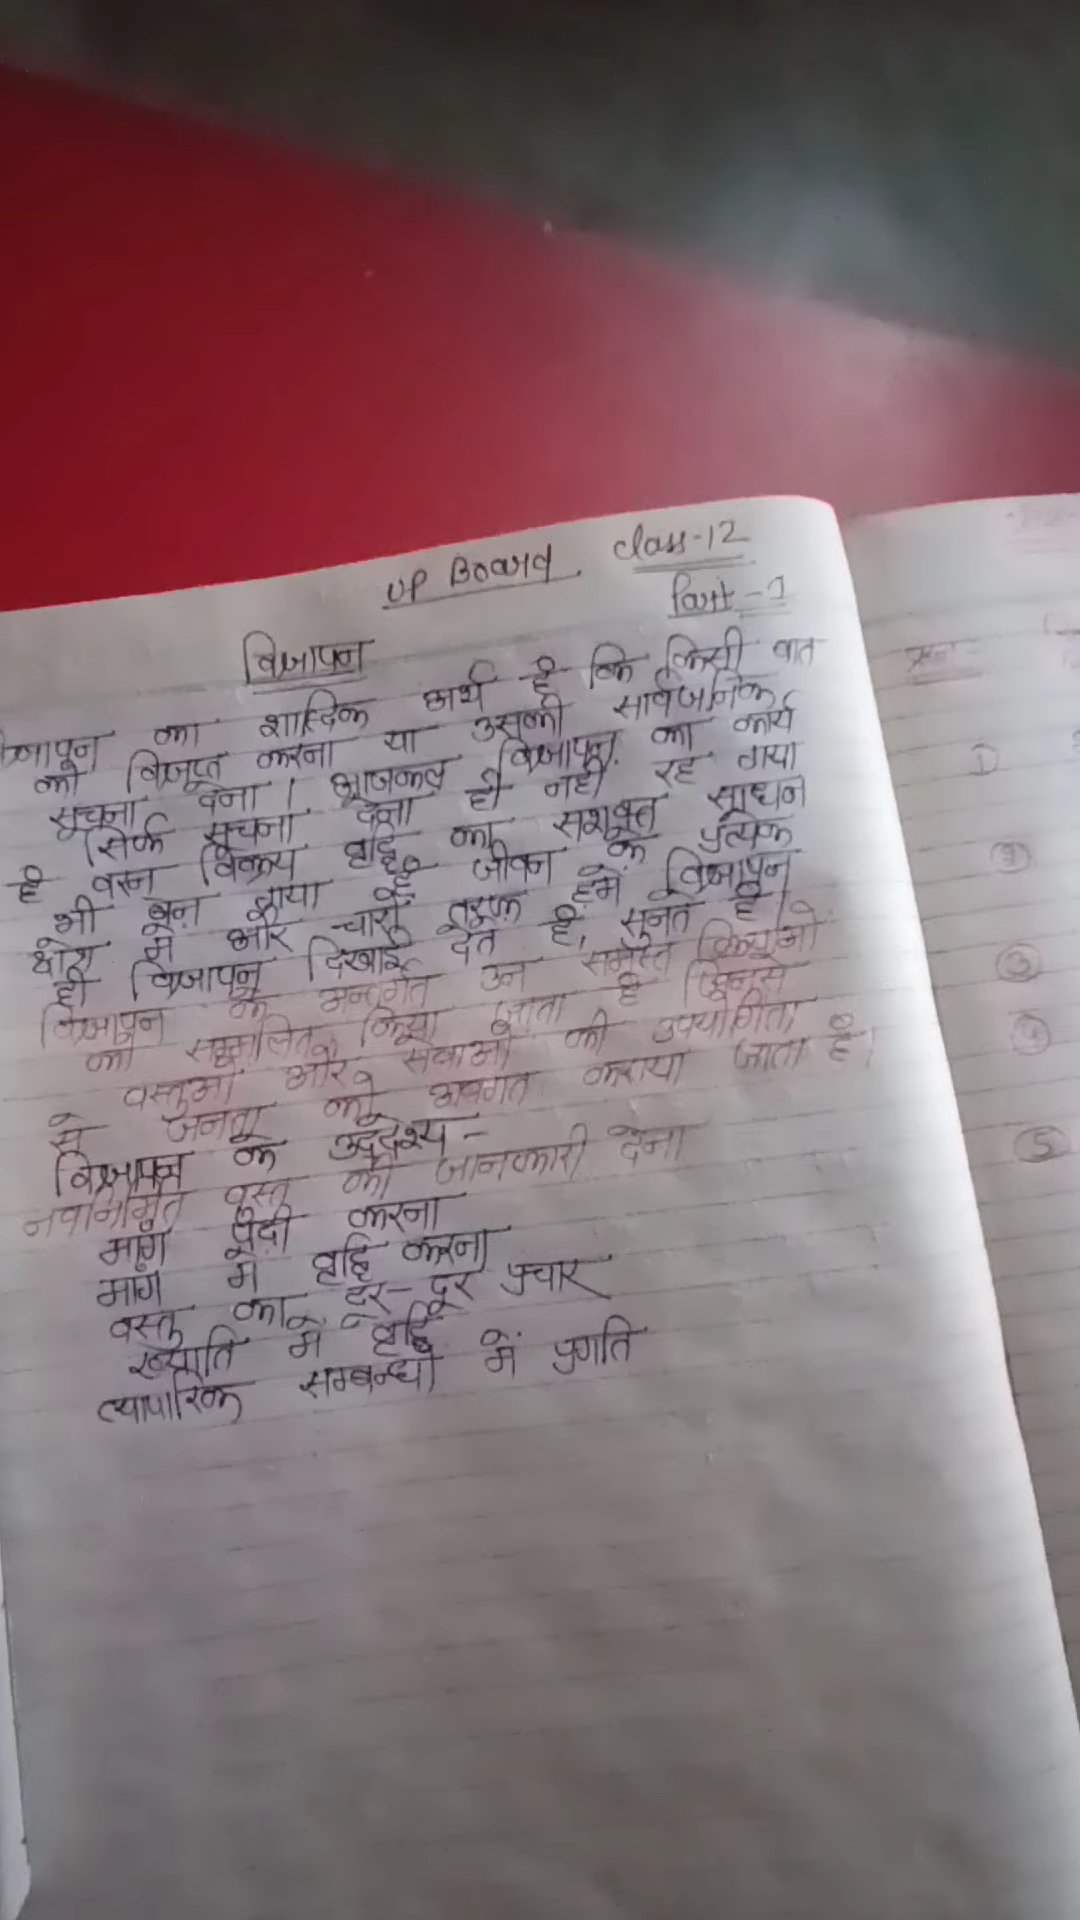 UP Board Class-12
Part-1
विज्ञापन
विज्ञापन का शाब्दिक अर्थ है कि किसी बात
को विज्ञप्त करना या उसकी सार्वजनिक
सूचना देना। आजकल विज्ञापन का कार्य
सिर्फ सूचना देना ही नही रह गया
है वरन विक्रय वृद्धि का सशक्त साधन
भी बन गया है जीवन के प्रत्येक
क्षेत्र में और चारों तरफ हमें विज्ञापन
ही विज्ञापन दिखाई देते है, सुनते है।
विज्ञापन के अन्तर्गत उन समस्त क्रियाओं
को सम्मलित किया जाता है जिनसे
वस्तुओं और सेवाओं की उपयोगिता
से जनता को अवगत कराया जाता है।
विज्ञापन के उद्देश्य-
नवनिर्मित वस्तु की जानकारी देना
माँग पैदा करना
माँग में वृद्धि करना
वस्तु का दूर-दूर प्रचार
ख्याति में वृद्धि
व्यापारिक सम्बन्धों में प्रगति